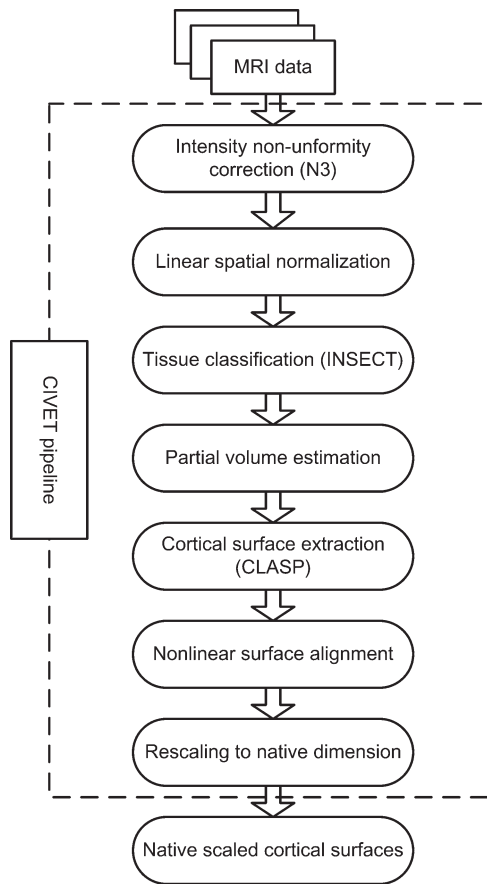 MRI data
Intensity non-unformity
correction (N3)
Linear spatial normalization
Tissue classification (INSECT)
CIVET pipeline
Partial volume estimation
Cortical surface extraction
(CLASP)
Nonlinear surface alignment
Rescaling to native dimension
Native scaled cortical surfaces